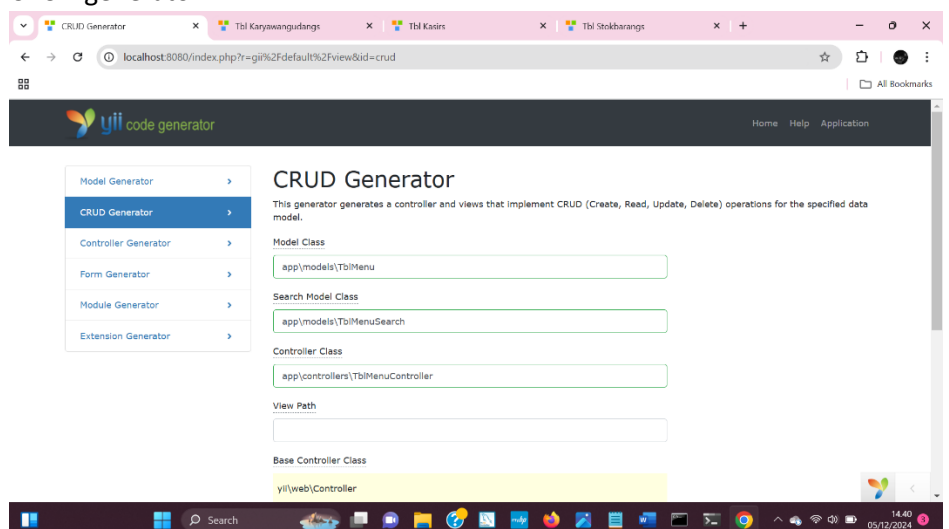 CRUD Generator
Tbl Karyawangudangs
Tbl Kasirs
Tbl Stokbarangs
localhost:8080/index.php?r=gii%2Fdefault%2Fview&id=crud
All Bookmarks
yii code generator
Home Help Application
Model Generator
CRUD Generator
Controller Generator
Form Generator
Module Generator
Extension Generator
CRUD Generator
This generator generates a controller and views that implement CRUD (Create, Read, Update, Delete) operations for the specified data
model.
Model Class
app\models\TblMenu
Search Model Class
app\models\TblMenuSearch
Controller Class
app\controllers\TblMenuController
View Path
Base Controller Class
yii\web\Controller
Search
14.40
05/12/2024
3